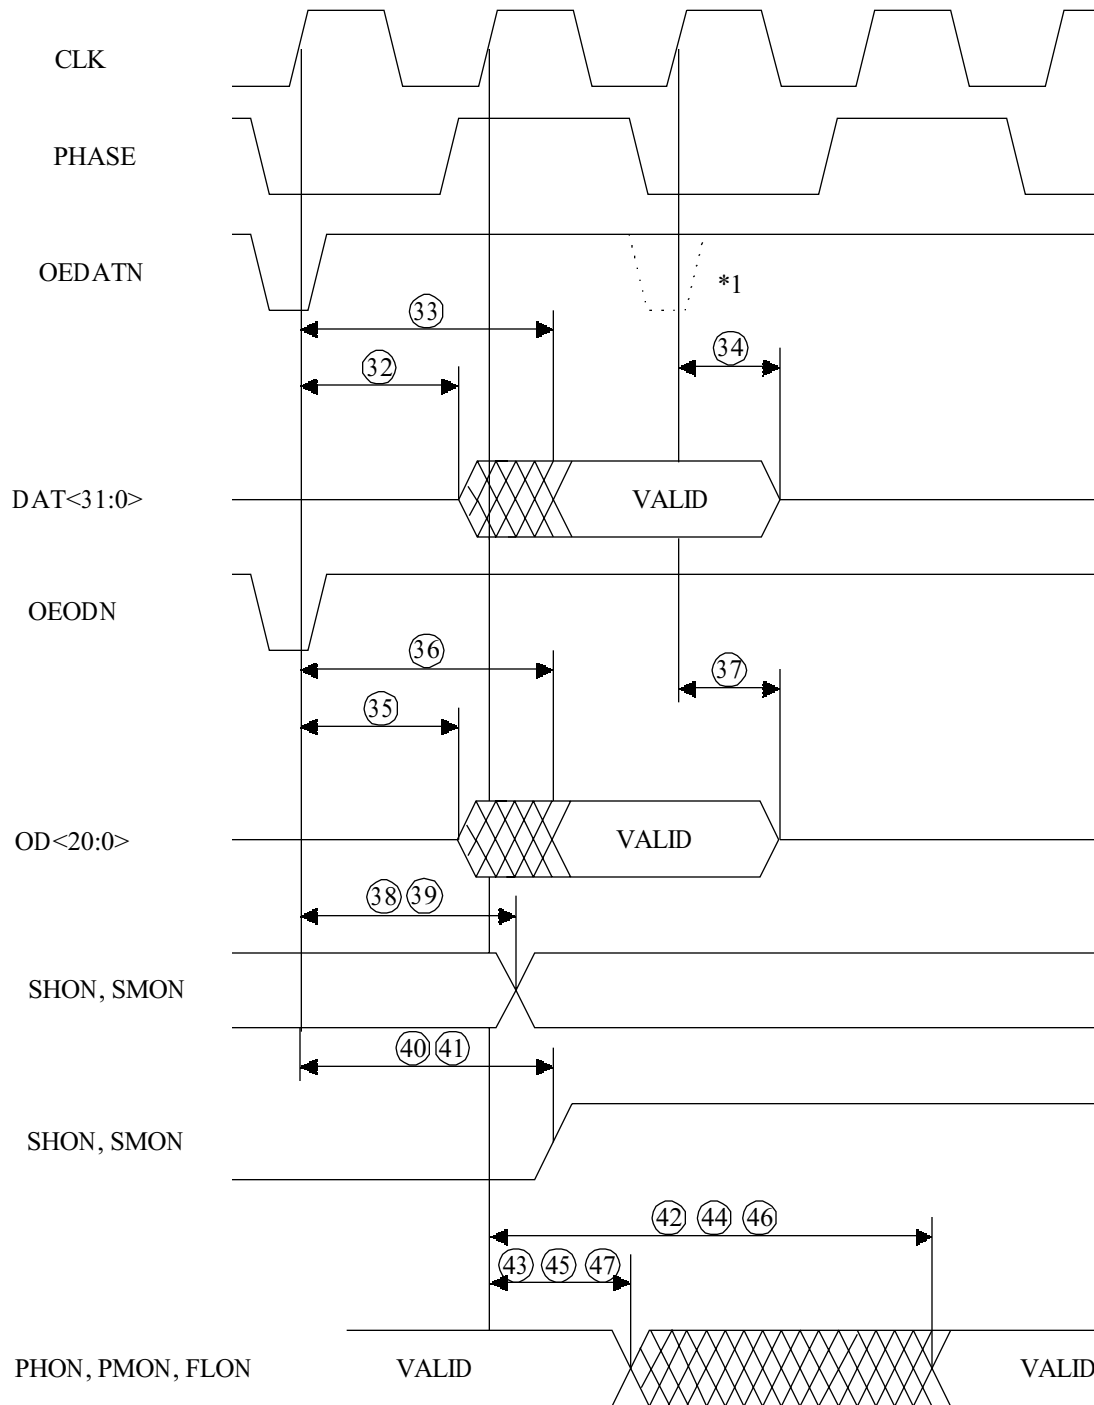 CLK
PHASE
OEDATN
*1
33
34
32
DAT<31:0>
VALID
OEODN
36
37
35
OD<20:0>
VALID
38 39
SHON, SMON
40 41
SHON, SMON
42 44 46
43 45 47
PHON, PMON, FLON VALID VALID